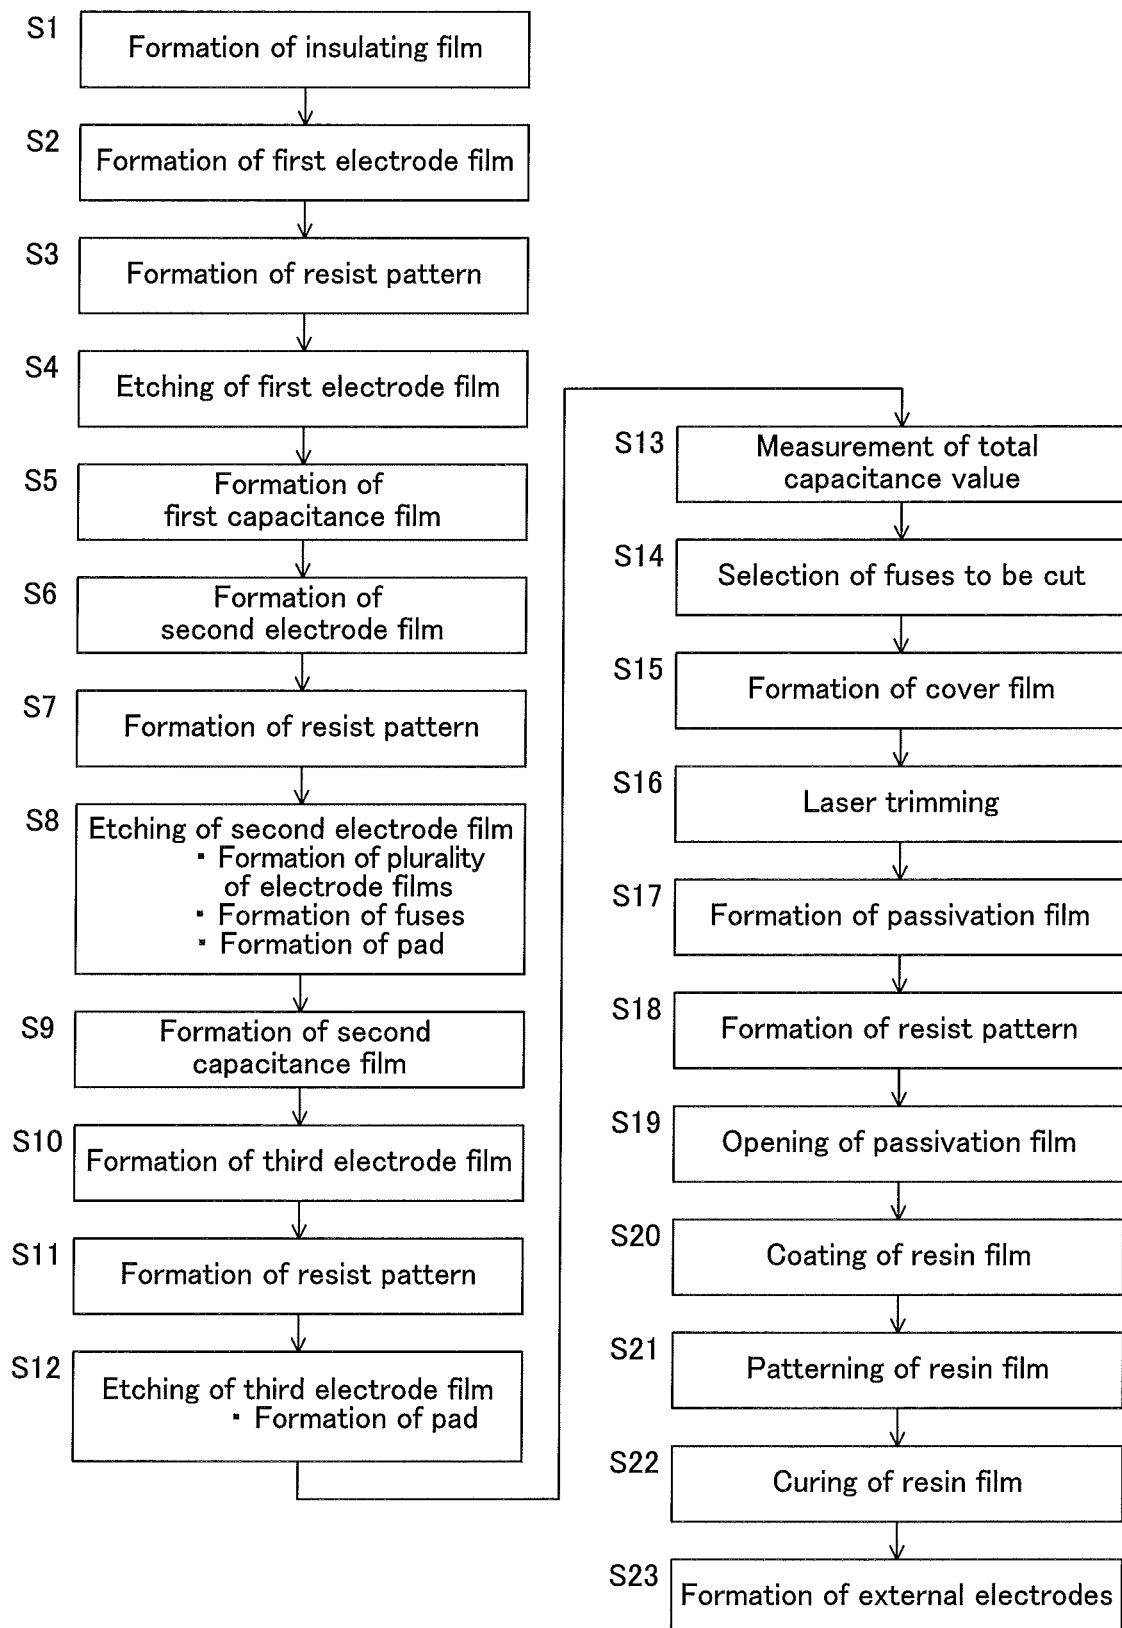 S1
Formation of insulating film
S2
Formation of first electrode film
S3
Formation of resist pattern
S4
Etching of first electrode film
S5
Formation of
first capacitance film
S6
Formation of
second electrode film
S7
Formation of resist pattern
S8
Etching of second electrode film
・Formation of plurality
of electrode films
・Formation of fuses
・Formation of pad
S9
Formation of second
capacitance film
S10
Formation of third electrode film
S11
Formation of resist pattern
S12
Etching of third electrode film
・Formation of pad
S13
Measurement of total
capacitance value
S14
Selection of fuses to be cut
S15
Formation of cover film
S16
Laser trimming
S17
Formation of passivation film
S18
Formation of resist pattern
S19
Opening of passivation film
S20
Coating of resin film
S21
Patterning of resin film
S22
Curing of resin film
S23
Formation of external electrodes